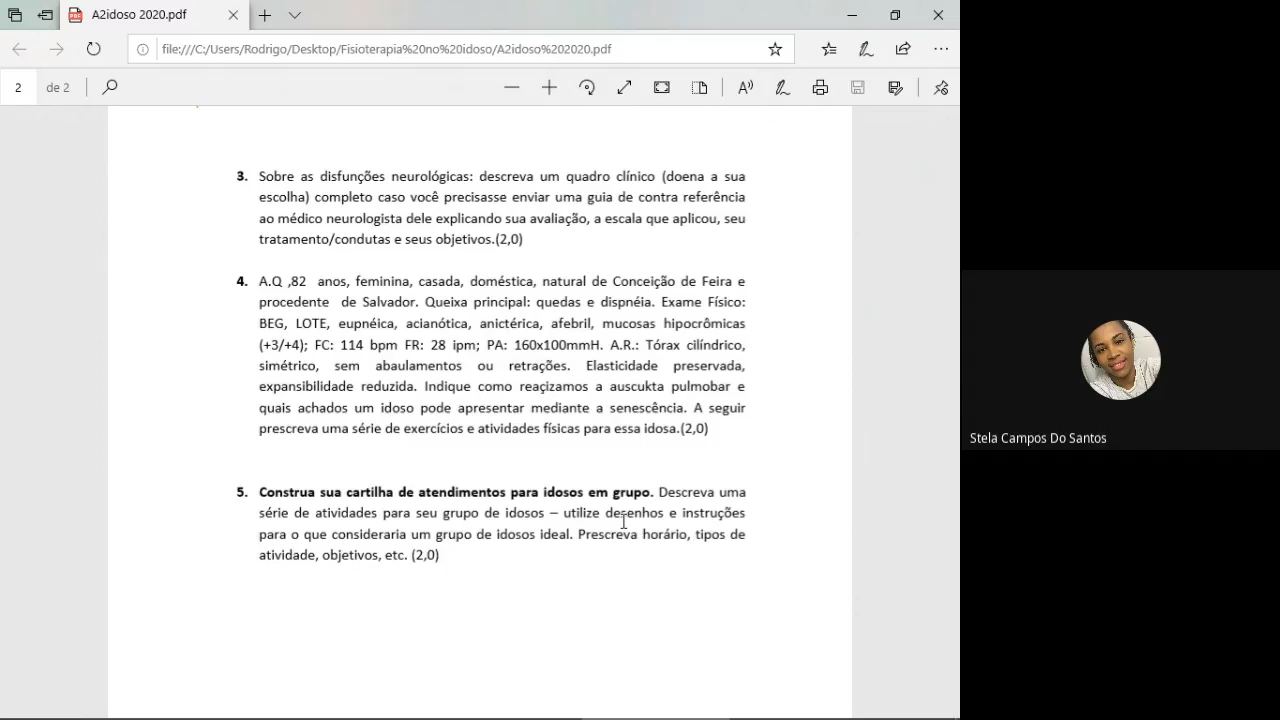 A2idoso 2020.pdf
file:///C:/Users/Rodrigo/Desktop/Fisioterapia%20no%20idoso/A2idoso%202020.pdf
2 de 2
3. Sobre as disfunções neurológicas: descreva um quadro clínico (doena a sua
escolha) completo caso você precisasse enviar uma guia de contra referência
ao médico neurologista dele explicando sua avaliação, a escala que aplicou, seu
tratamento/condutas e seus objetivos.(2,0)
4. A.Q ,82 anos, feminina, casada, doméstica, natural de Conceição de Feira e
procedente de Salvador. Queixa principal: quedas e dispnéia. Exame Físico:
BEG, LOTE, eupnéica, acianótica, anictérica, afebril, mucosas hipocrômicas
(+3/+4); FC: 114 bpm FR: 28 ipm; PA: 160x100mmH. A.R.: Tórax cilíndrico,
simétrico, sem abaulamentos ou retrações. Elasticidade preservada,
expansibilidade reduzida. Indique como reaçizamos a auscukta pulmobar e
quais achados um idoso pode apresentar mediante a senescência. A seguir
prescreva uma série de exercícios e atividades físicas para essa idosa.(2,0)
5. Construa sua cartilha de atendimentos para idosos em grupo. Descreva uma
série de atividades para seu grupo de idosos – utilize desenhos e instruções
para o que consideraria um grupo de idosos ideal. Prescreva horário, tipos de
atividade, objetivos, etc. (2,0)
Stela Campos Do Santos